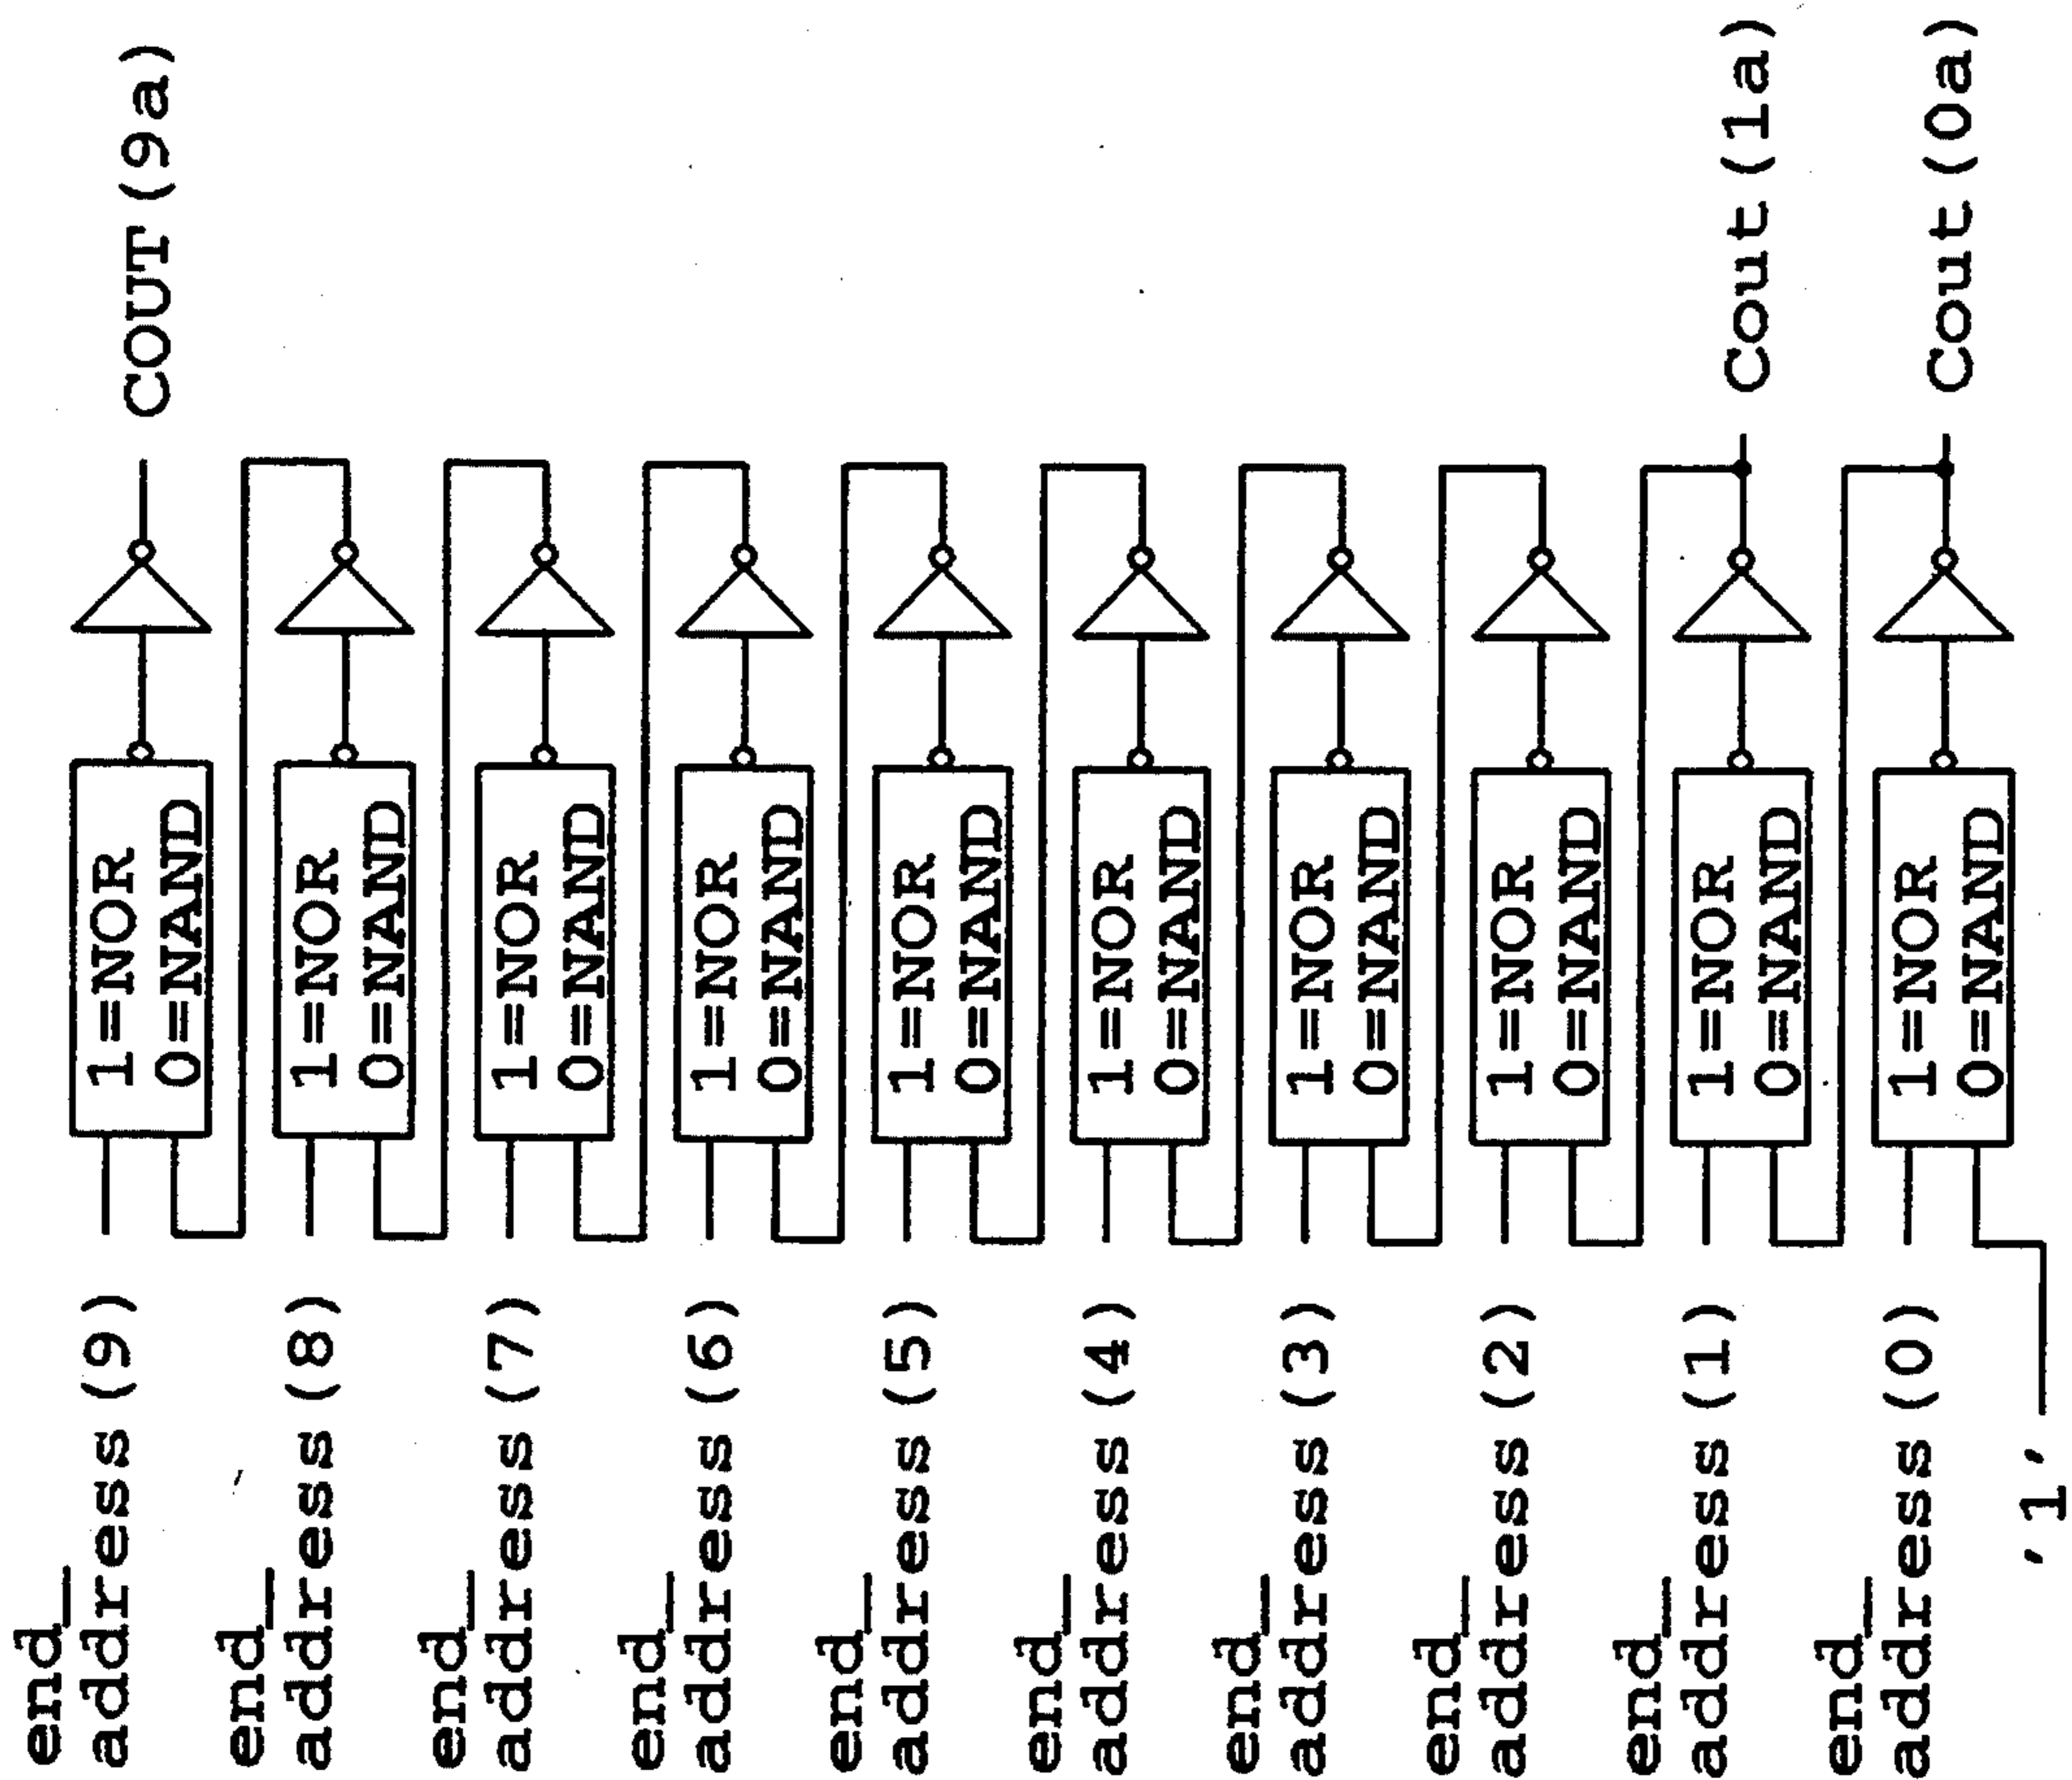 end_
address(9)
1=NOR
0=NAND
COUT(9a)
end_
address(8)
1=NOR
0=NAND
end_
address(7)
1=NOR
0=NAND
end_
address(6)
1=NOR
0=NAND
end_
address(5)
1=NOR
0=NAND
end_
address(4)
1=NOR
0=NAND
end_
address(3)
1=NOR
0=NAND
end_
address(2)
1=NOR
0=NAND
end_
address(1)
1=NOR
0=NAND
Cout(1a)
end_
address(0)
1=NOR
0=NAND
Cout(0a)
'1'